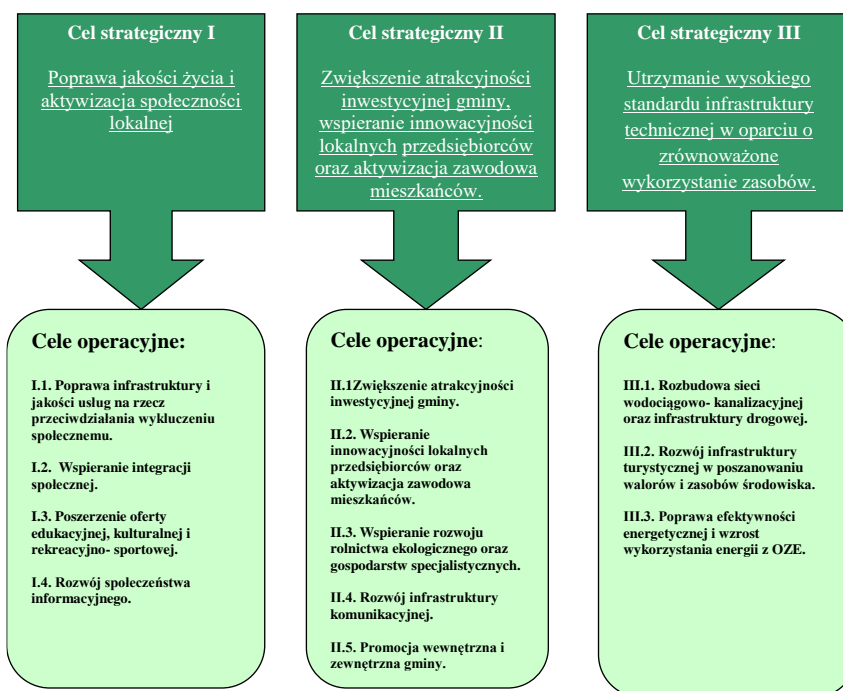 Cel strategiczny I
Poprawa jakości życia i
aktywizacja społeczności
lokalnej
Cel strategiczny II
Zwiększenie atrakcyjności
inwestycyjnej gminy,
wspieranie innowacyjności
lokalnych przedsiębiorców
oraz aktywizacja zawodowa
mieszkańców.
Cel strategiczny III
Utrzymanie wysokiego
standardu infrastruktury
technicznej w oparciu o
zrównoważone
wykorzystanie zasobów.
Cele operacyjne:
I.1. Poprawa infrastruktury i
jakości usług na rzecz
przeciwdziałania wykluczeniu
społecznemu.
I.2. Wspieranie integracji
społecznej.
I.3. Poszerzenie oferty
edukacyjnej, kulturalnej i
rekreacyjno- sportowej.
I.4. Rozwój społeczeństwa
informacyjnego.
Cele operacyjne:
II.1Zwiększenie atrakcyjności
inwestycyjnej gminy.
II.2. Wspieranie
innowacyjności lokalnych
przedsiębiorców oraz
aktywizacja zawodowa
mieszkańców.
II.3. Wspieranie rozwoju
rolnictwa ekologicznego oraz
gospodarstw specjalistycznych.
II.4. Rozwój infrastruktury
komunikacyjnej.
II.5. Promocja wewnętrzna i
zewnętrzna gminy.
Cele operacyjne:
III.1. Rozbudowa sieci
wodociągowo- kanalizacyjnej
oraz infrastruktury drogowej.
III.2. Rozwój infrastruktury
turystycznej w poszanowaniu
walorów i zasobów środowiska.
III.3. Poprawa efektywności
energetycznej i wzrost
wykorzystania energii z OZE.